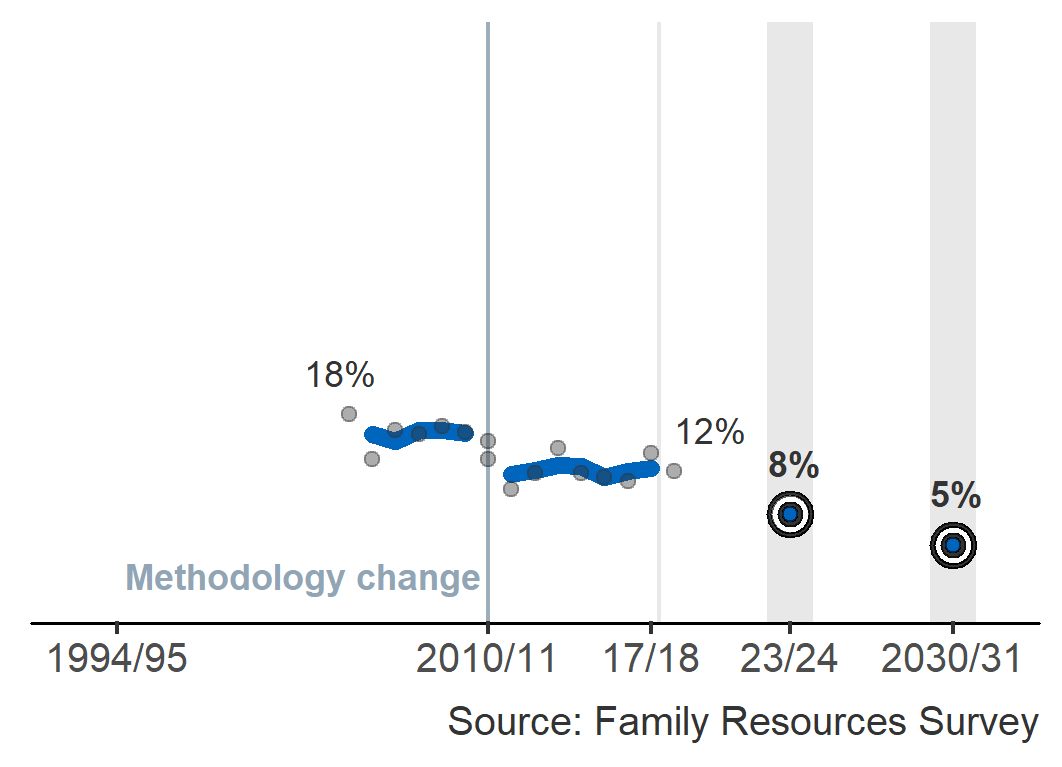 18%
12%
8%
5%
Methodology change
1994/95 2010/11 17/18 23/24 2030/31
Source: Family Resources Survey